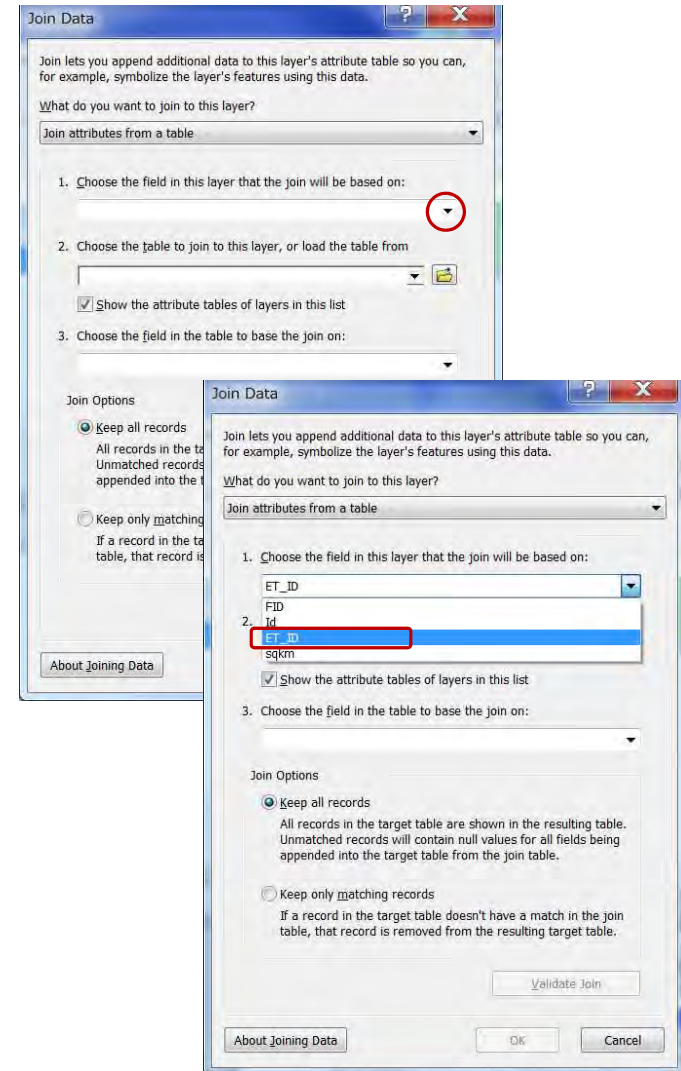 Join Data
?
X
Join lets you append additional data to this layer's attribute table so you can,
for example, symbolize the layer's features using this data.
What do you want to join to this layer?
Join attributes from a table
1. Choose the field in this layer that the join will be based on:
2. Choose the table to join to this layer, or load the table from
Show the attribute tables of layers in this list
3. Choose the field in the table to base the join on:
Join Options
Keep all records
All records in the ta
Unmatched records
appended into the t
Keep only matching
If a record in the ta
table, that record is
About Joining Data
Join Data
?
X
Join lets you append additional data to this layer's attribute table so you can,
for example, symbolize the layer's features using this data.
What do you want to join to this layer?
Join attributes from a table
1. Choose the field in this layer that the join will be based on:
ET_ID
FID
2. Id
ET_ID
sqkm
Show the attribute tables of layers in this list
3. Choose the field in the table to base the join on:
Join Options
Keep all records
All records in the target table are shown in the resulting table.
Unmatched records will contain null values for all fields being
appended into the target table from the join table.
Keep only matching records
If a record in the target table doesn't have a match in the join
table, that record is removed from the resulting target table.
Validate Join
About Joining Data
OK
Cancel